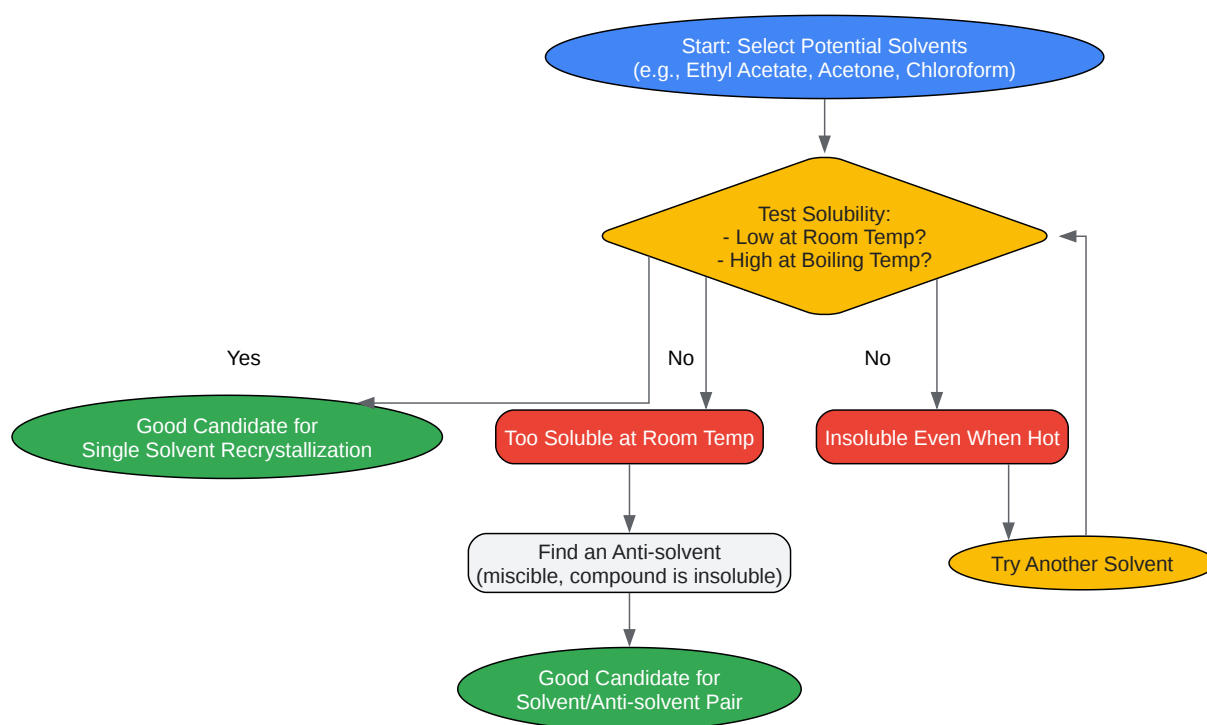 Start: Select Potential Solvents
(e.g., Ethyl Acetate, Acetone, Chloroform)
Test Solubility:
- Low at Room Temp?
- High at Boiling Temp?
Yes
No
No
Good Candidate for
Single Solvent Recrystallization
Too Soluble at Room Temp
Insoluble Even When Hot
Find an Anti-solvent
(miscible, compound is insoluble)
Try Another Solvent
Good Candidate for
Solvent/Anti-solvent Pair